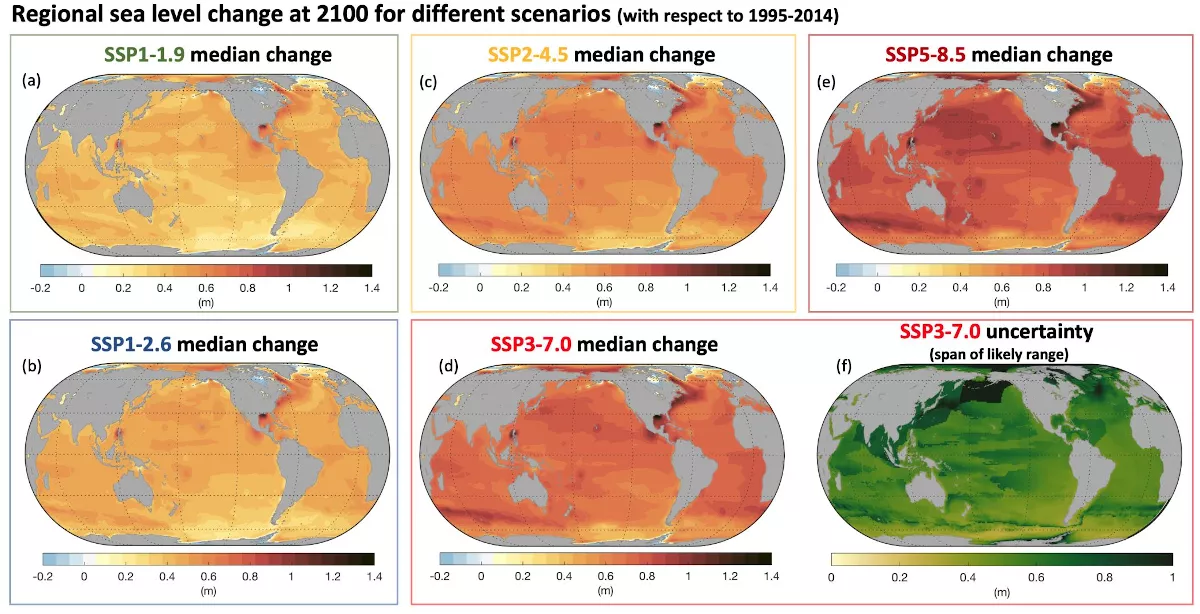 Regional sea level change at 2100 for different scenarios (with respect to 1995-2014)
SSP1-1.9 median change
(a)
-0.2 0 0.2 0.4 0.6 0.8 1 1.2 1.4
(m)
SSP2-4.5 median change
(c)
-0.2 0 0.2 0.4 0.6 0.8 1 1.2 1.4
(m)
SSP5-8.5 median change
(e)
-0.2 0 0.2 0.4 0.6 0.8 1 1.2 1.4
(m)
SSP1-2.6 median change
(b)
-0.2 0 0.2 0.4 0.6 0.8 1 1.2 1.4
(m)
SSP3-7.0 median change
(d)
-0.2 0 0.2 0.4 0.6 0.8 1 1.2 1.4
(m)
SSP3-7.0 uncertainty
(span of likely range)
(f)
0 0.2 0.4 0.6 0.8 1
(m)